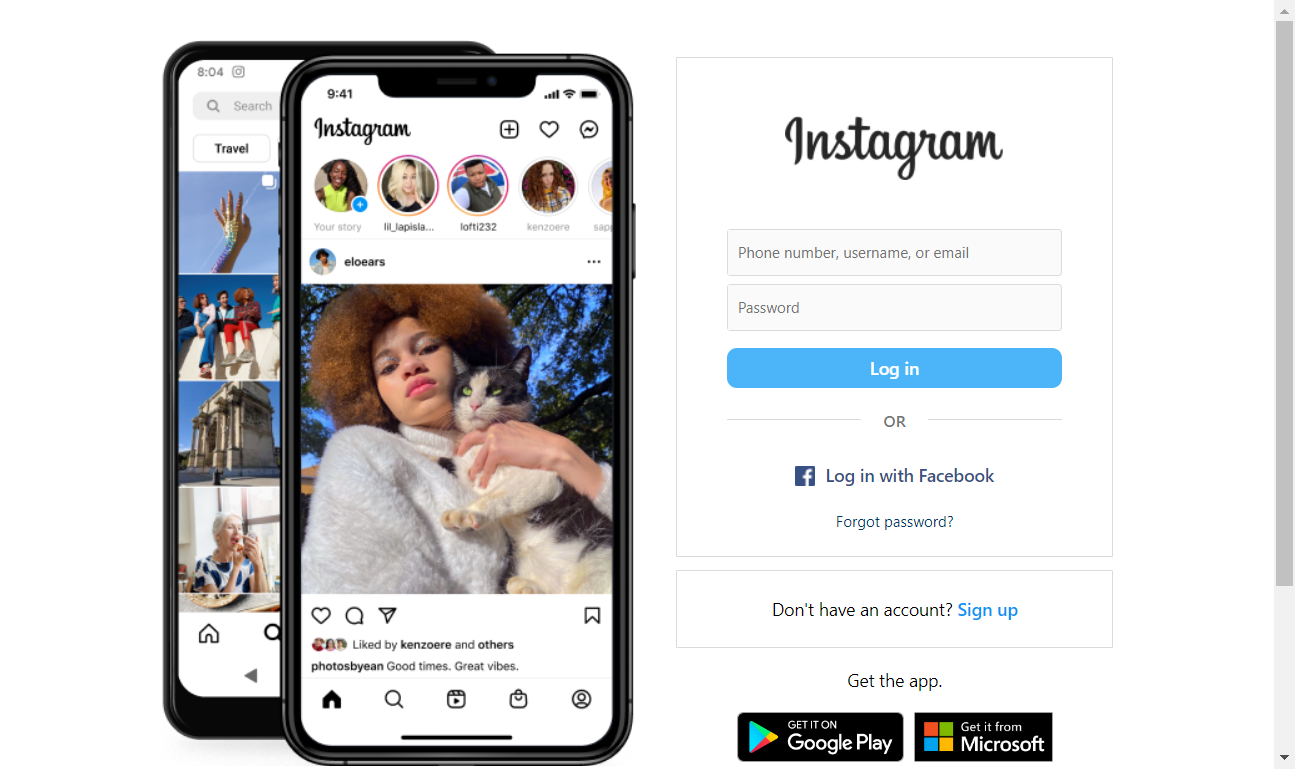 8:04
Search
Travel
9:41
Instagram
Your story
lil_lapisla...
lofti232
kenzoere
sapp
eloears
Liked by kenzoere and others
photosbyean Good times. Great vibes.
Instagram
Phone number, username, or email
Password
Log in
OR
Log in with Facebook
Forgot password?
Don't have an account? Sign up
Get the app.
GET IT ON
Google Play
Get it from
Microsoft